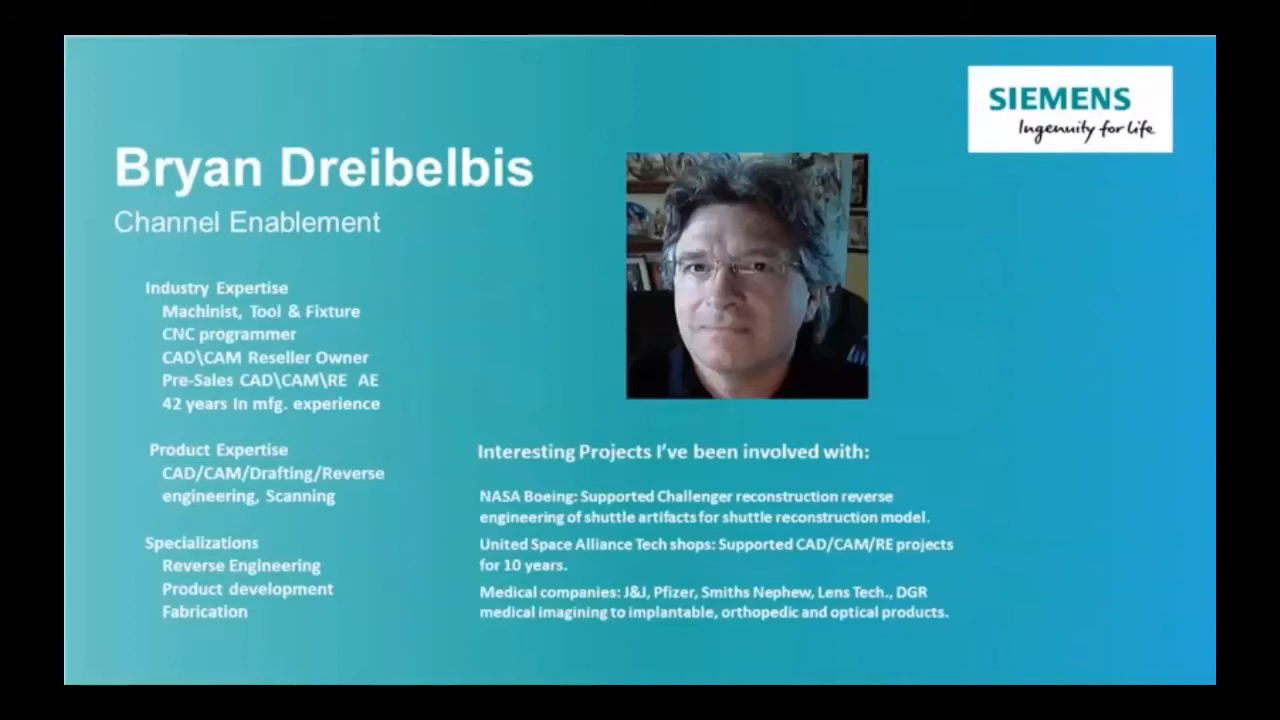 SIEMENS
Ingenuity for life
Bryan Dreibelbis
Channel Enablement
Industry Expertise
Machinist, Tool & Fixture
CNC programmer
CAD\CAM Reseller Owner
Pre-Sales CAD\CAM\RE AE
42 years In mfg. experience
Product Expertise
CAD/CAM/Drafting/Reverse
engineering, Scanning
Specializations
Reverse Engineering
Product development
Fabrication
Interesting Projects I've been involved with:
NASA Boeing: Supported Challenger reconstruction reverse
engineering of shuttle artifacts for shuttle reconstruction model.
United Space Alliance Tech shops: Supported CAD/CAM/RE projects
for 10 years.
Medical companies: J&J, Pfizer, Smiths Nephew, Lens Tech., DGR
medical imagining to implantable, orthopedic and optical products.